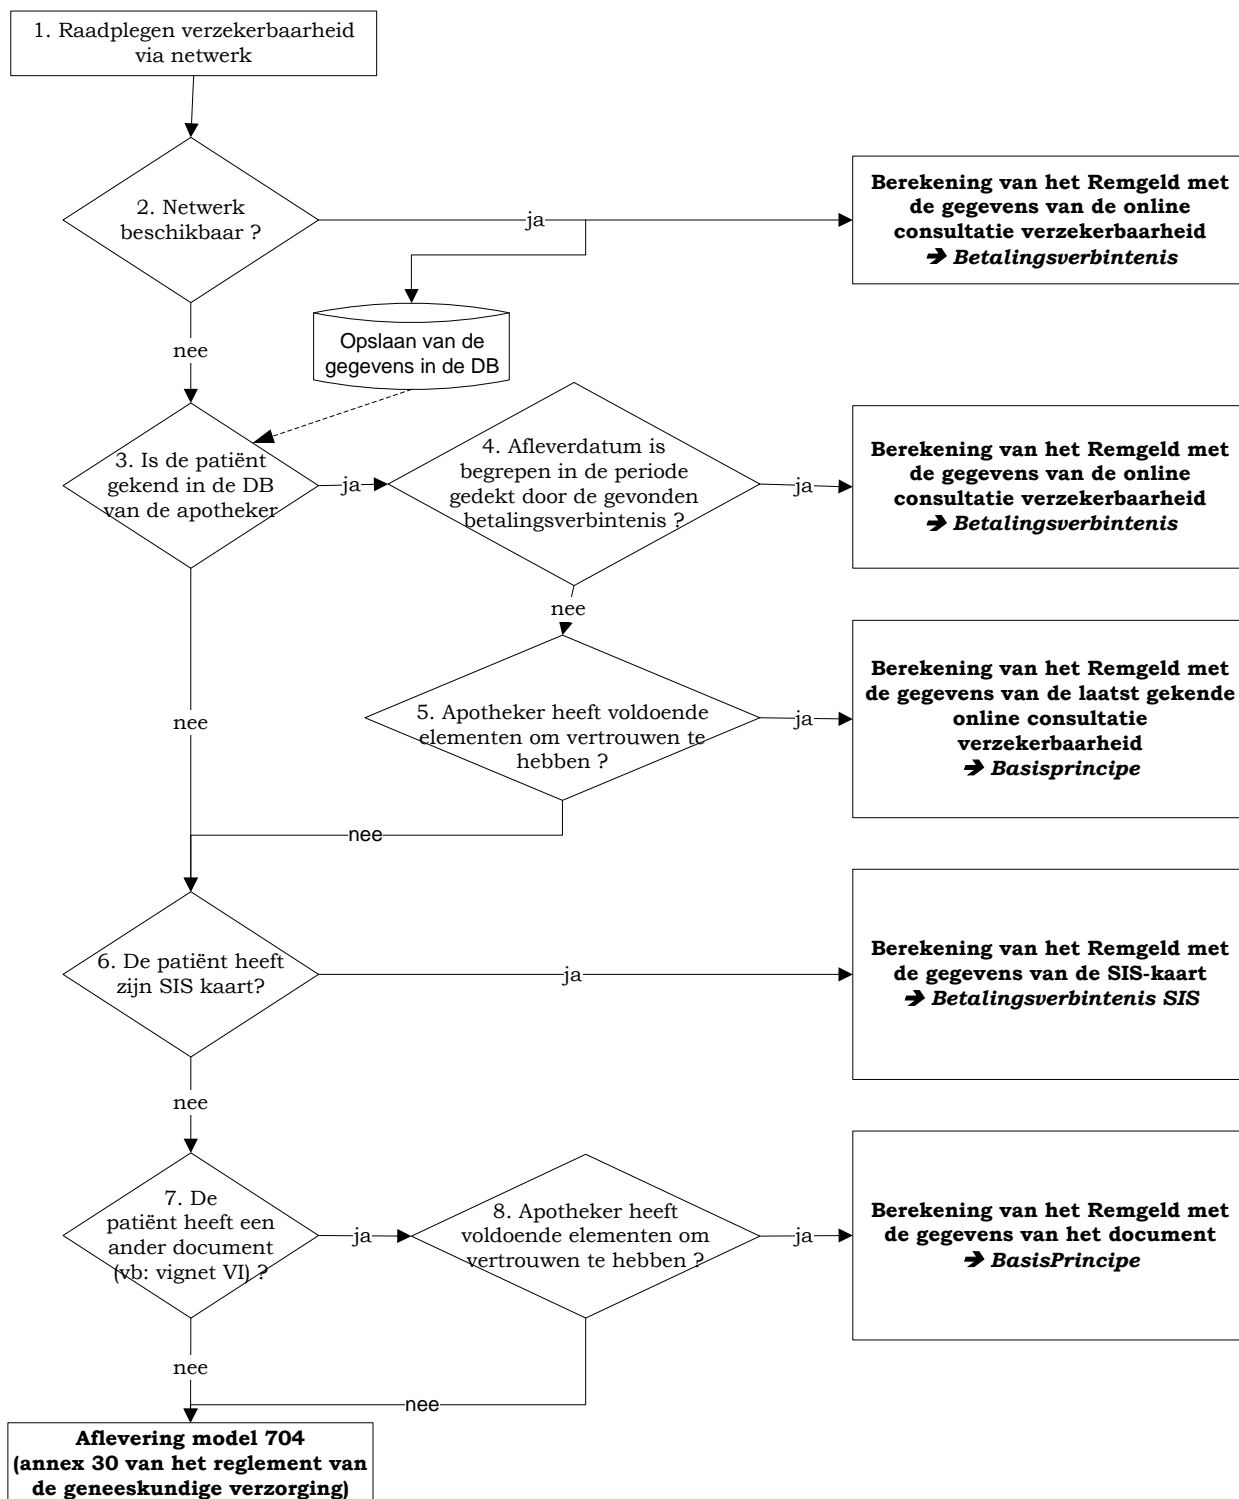 1. Raadplegen verzekerbaarheid
via netwerk
2. Netwerk
beschikbaar ?
ja
Berekening van het Remgeld met
de gegevens van de online
consultatie verzekerbaarheid
➔ Betalingsverbintenis
nee
Opslaan van de
gegevens in de DB
3. Is de patiënt
gekend in de DB
van de apotheker
ja
4. Afleverdatum is
begrepen in de periode
gedekt door de gevonden
betalingsverbintenis ?
ja
Berekening van het Remgeld met
de gegevens van de online
consultatie verzekerbaarheid
➔ Betalingsverbintenis
nee
nee
5. Apotheker heeft voldoende
elementen om vertrouwen te
hebben ?
ja
Berekening van het Remgeld met
de gegevens van de laatst gekende
online consultatie
verzekerbaarheid
➔ Basisprincipe
nee
6. De patiënt heeft
zijn SIS kaart?
ja
Berekening van het Remgeld met
de gegevens van de SIS-kaart
➔ Betalingsverbintenis SIS
nee
7. De
patiënt heeft een
ander document
(vb: vignet VI) ?
ja
8. Apotheker heeft
voldoende elementen om
vertrouwen te hebben ?
ja
Berekening van het Remgeld met
de gegevens van het document
➔ BasisPrincipe
nee
nee
Aflevering model 704
(annex 30 van het reglement van
de geneeskundige verzorging)